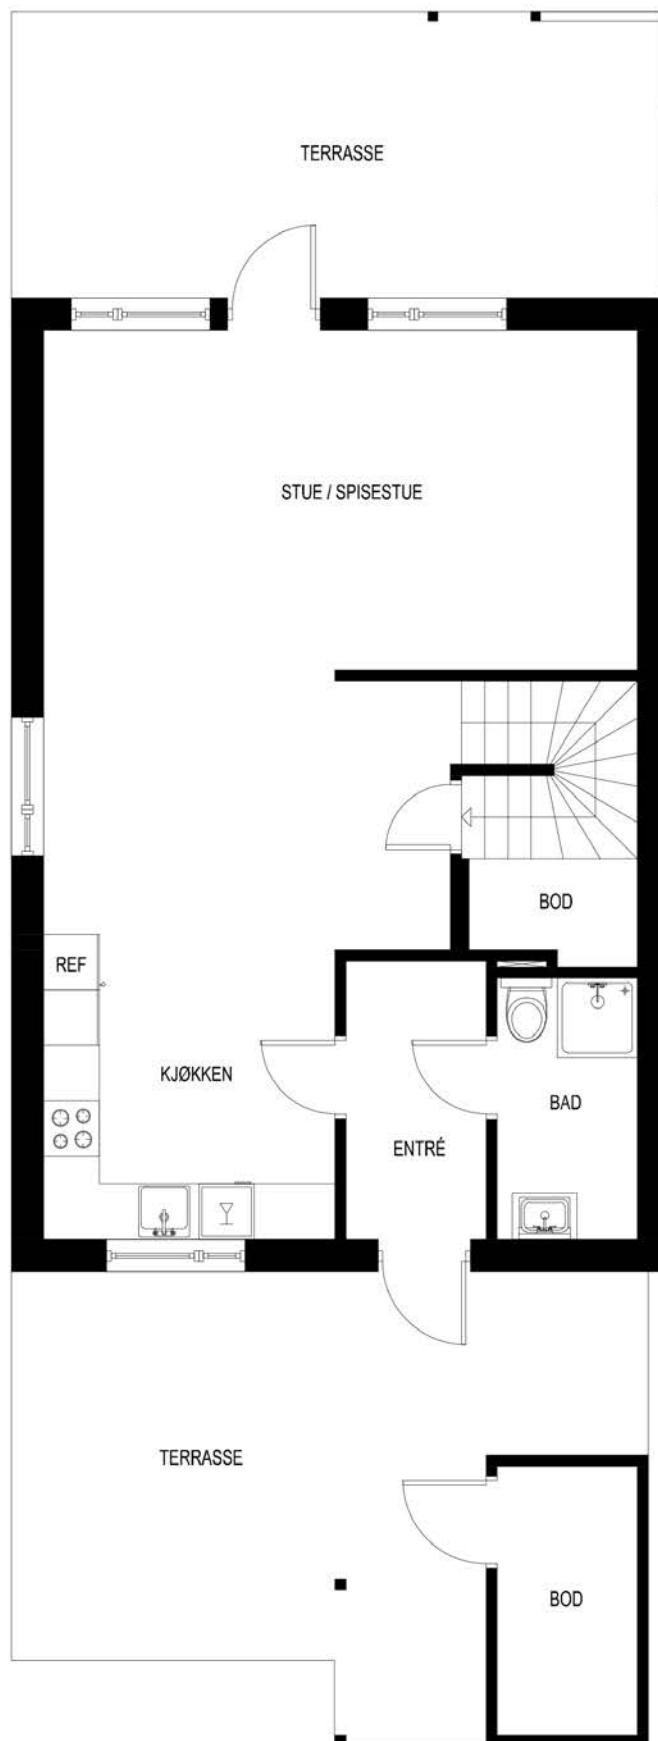 TERRASSE
STUE / SPISESTUE
BOD
REF
KJØKKEN
BAD
ENTRÉ
TERRASSE
BOD